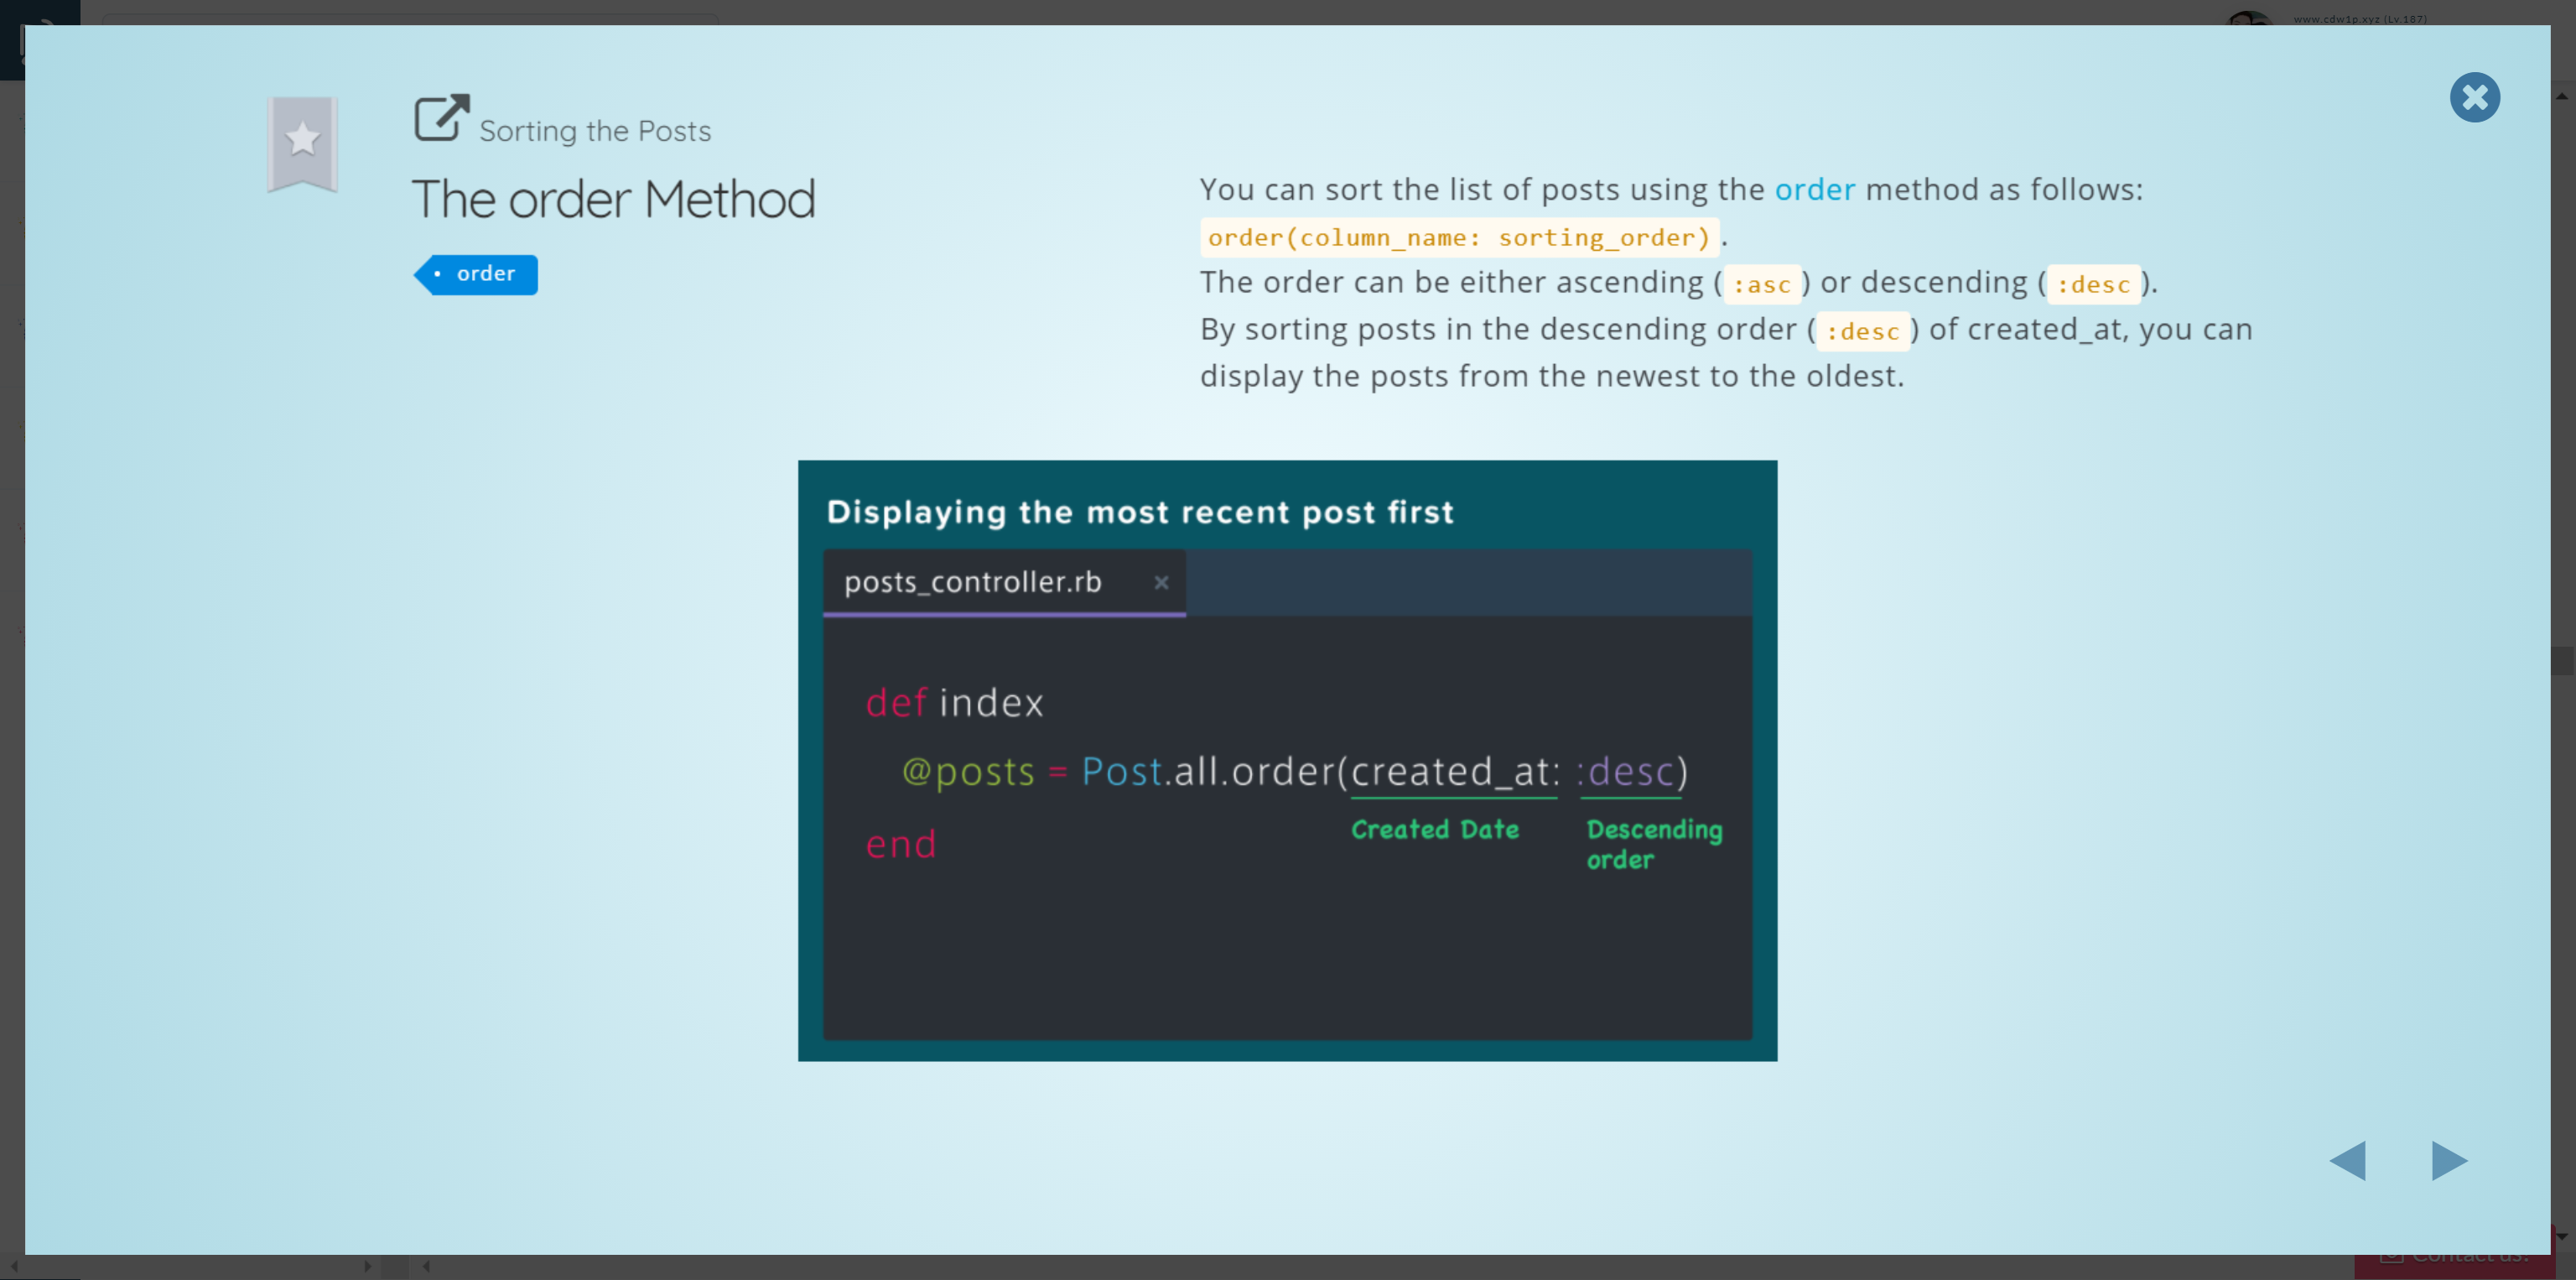 www.cdw1p.xyz (Lv.187)
Sorting the Posts
The order Method
• order
You can sort the list of posts using the order method as follows:
order(column_name: sorting_order).
The order can be either ascending (:asc) or descending (:desc).
By sorting posts in the descending order (:desc) of created_at, you can
display the posts from the newest to the oldest.
Displaying the most recent post first
posts_controller.rb ×
def index
@posts = Post.all.order(created_at: :desc)
Created Date Descending
order
end
Contact us!